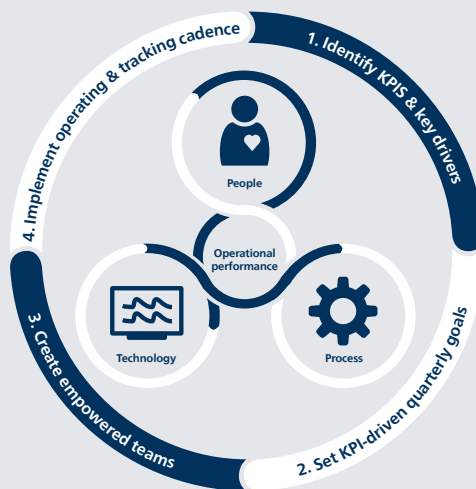 1. Identify KPIS & key drivers
2. Set KPI-driven quarterly goals
3. Create empowered teams
4. Implement operating & tracking cadence
People
Operational
performance
Technology
Process